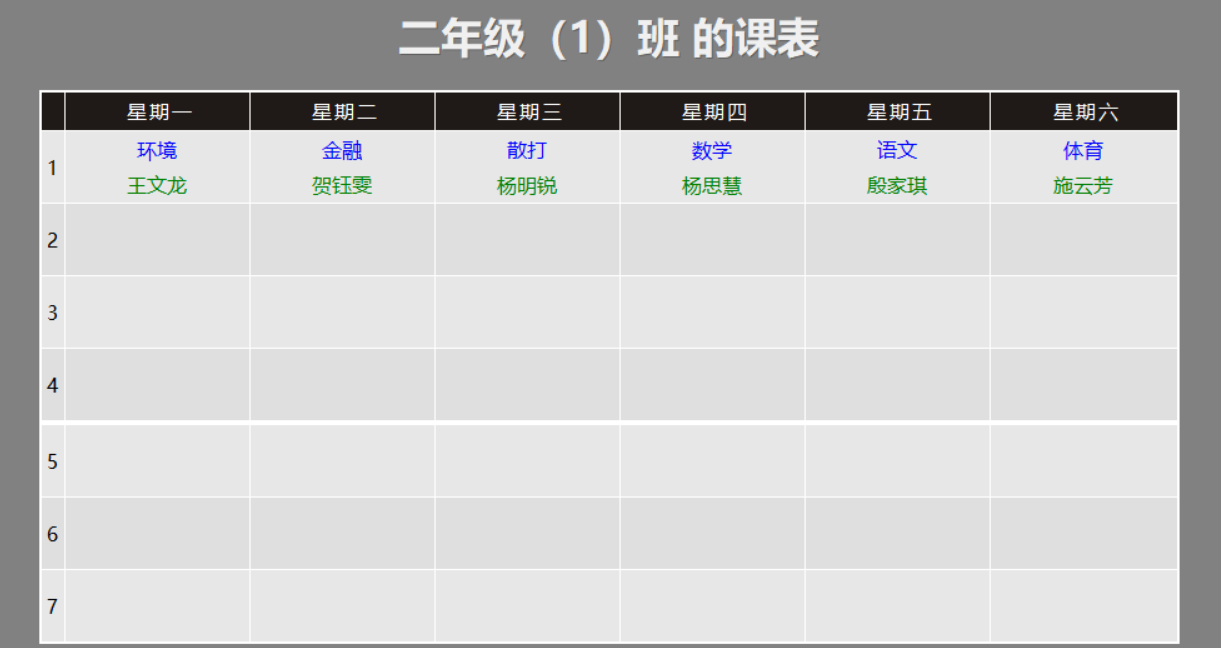 二年级（1）班 的课表
星期一 星期二 星期三 星期四 星期五 星期六
1 环境 金融 散打 数学 语文 体育
王文龙 贺钰雯 杨明锐 杨思慧 殷家琪 施云芳
2
3
4
5
6
7